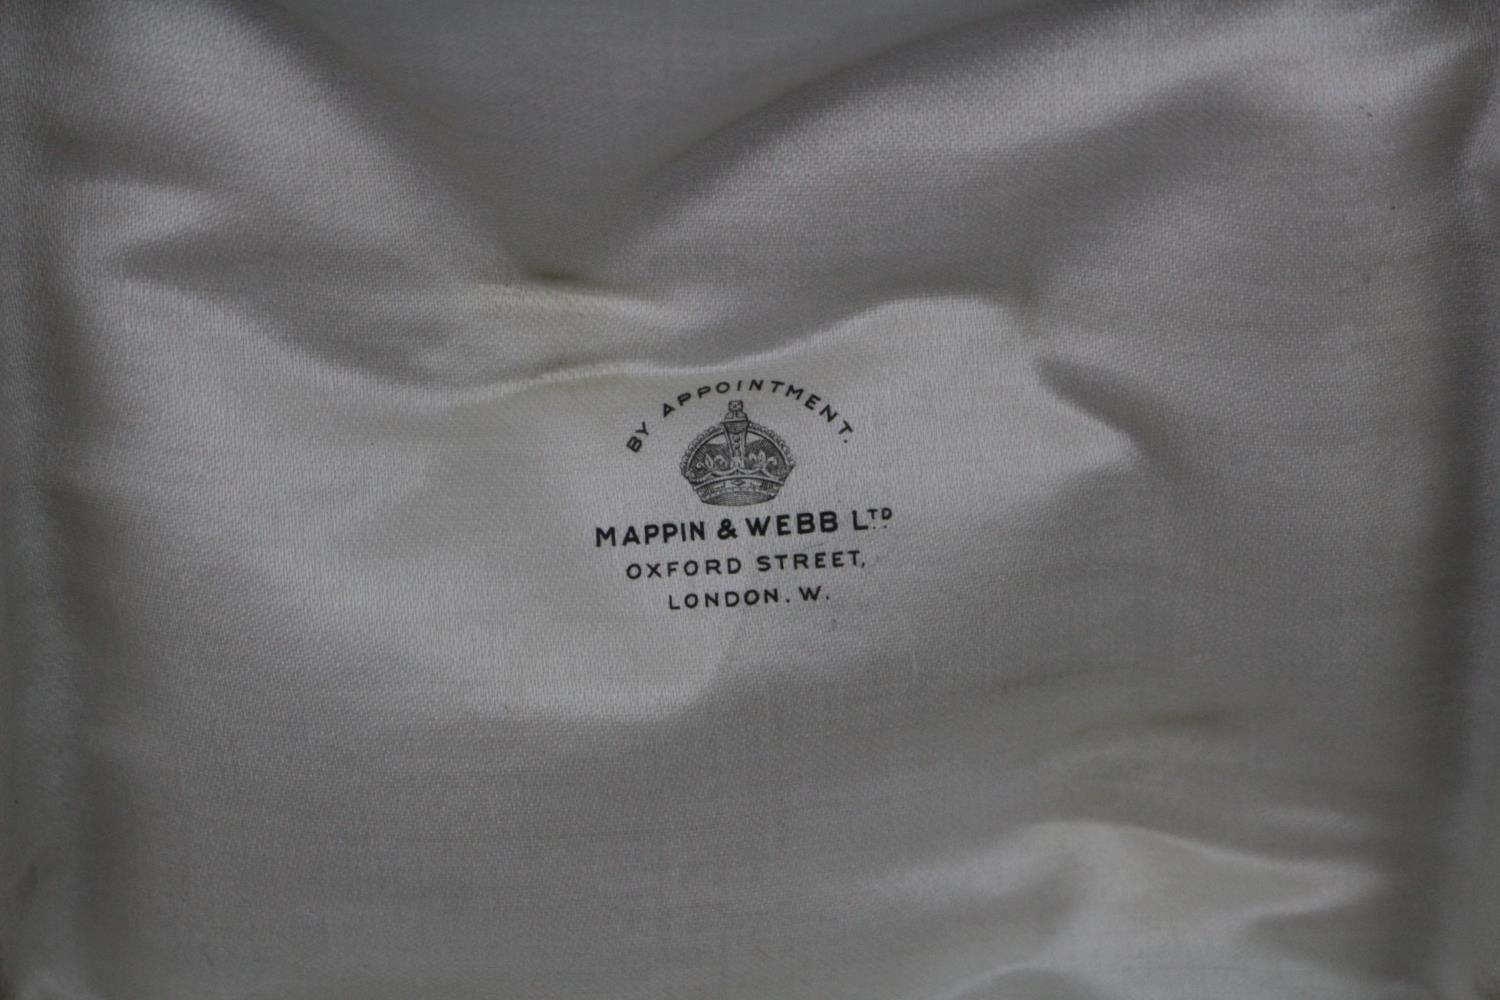 BY APPOINTMENT.
MAPPIN & WEBB LTD
OXFORD STREET,
LONDON. W.